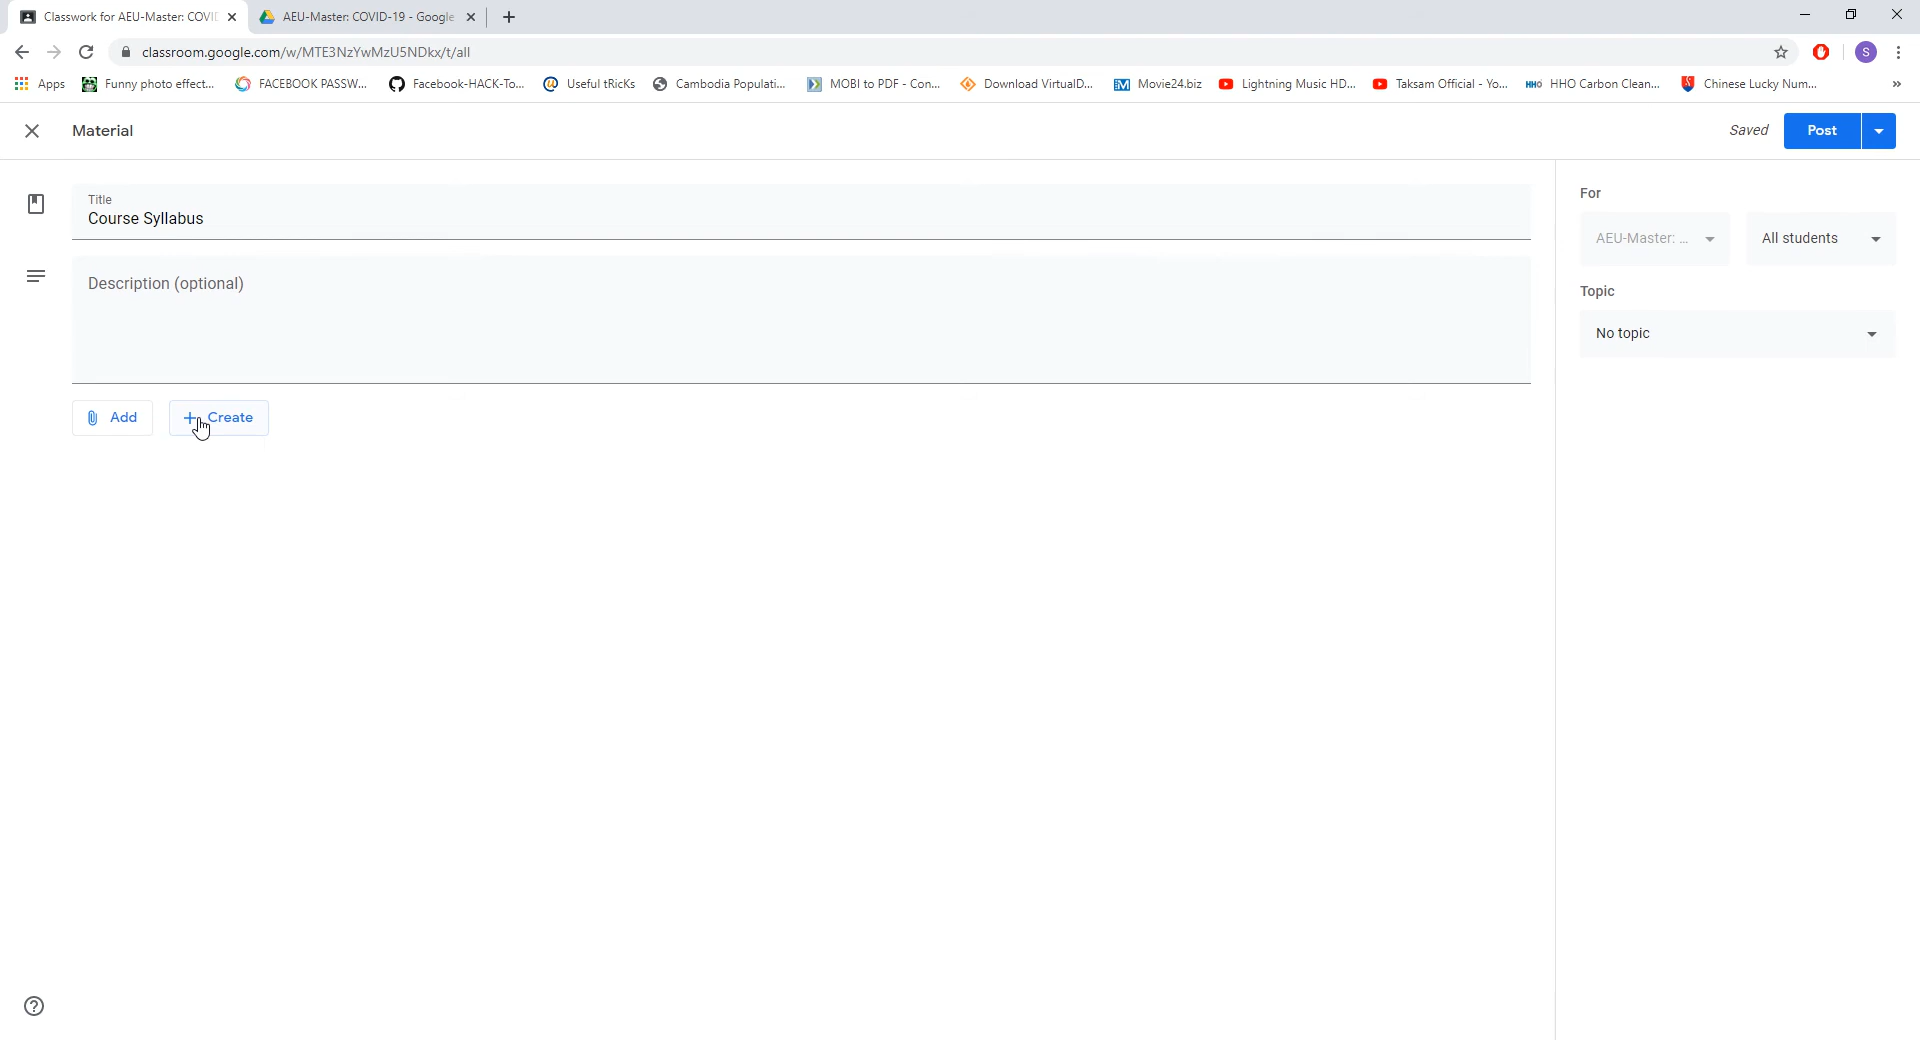 Classwork for AEU-Master: COVI
AEU-Master: COVID-19 - Google
classroom.google.com/w/MTE3NzYwMzU5NDkx/t/all
S
Apps
Funny photo effect...
FACEBOOK PASSW...
Facebook-HACK-To...
Useful tRicKs
Cambodia Populati...
MOBI to PDF - Con...
Download VirtualD...
Movie24.biz
Lightning Music HD...
Taksam Official - Yo...
HHO HHO Carbon Clean...
Chinese Lucky Num...
»
Material
Saved
Post
Title
Course Syllabus
Description (optional)
Add
Create
For
AEU-Master: ...
All students
Topic
No topic